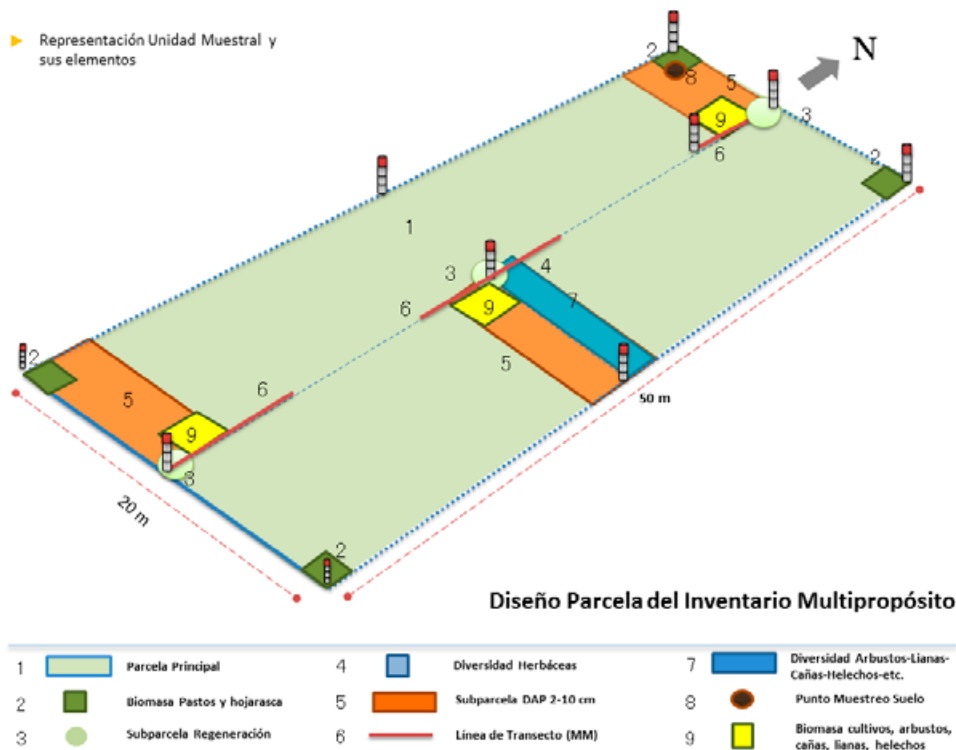 Representación Unidad Muestral y
sus elementos
N
2
8
5
9
3
6
2
1
3
4
6
9
7
5
2
5
6
9
3
50 m
20 m
2
Diseño Parcela del Inventario Multipropósito
1 Parcela Principal
4 Diversidad Herbáceas
7 Diversidad Arbustos-Lianas-
Cañas-Helechos-etc.
2 Biomasa Pastos y hojarasca
5 Subparcela DAP 2-10 cm
8 Punto Muestreo Suelo
3 Subparcela Regeneración
6 Línea de Transecto (MM)
9 Biomasa cultivos, arbustos,
cañas, lianas, helechos